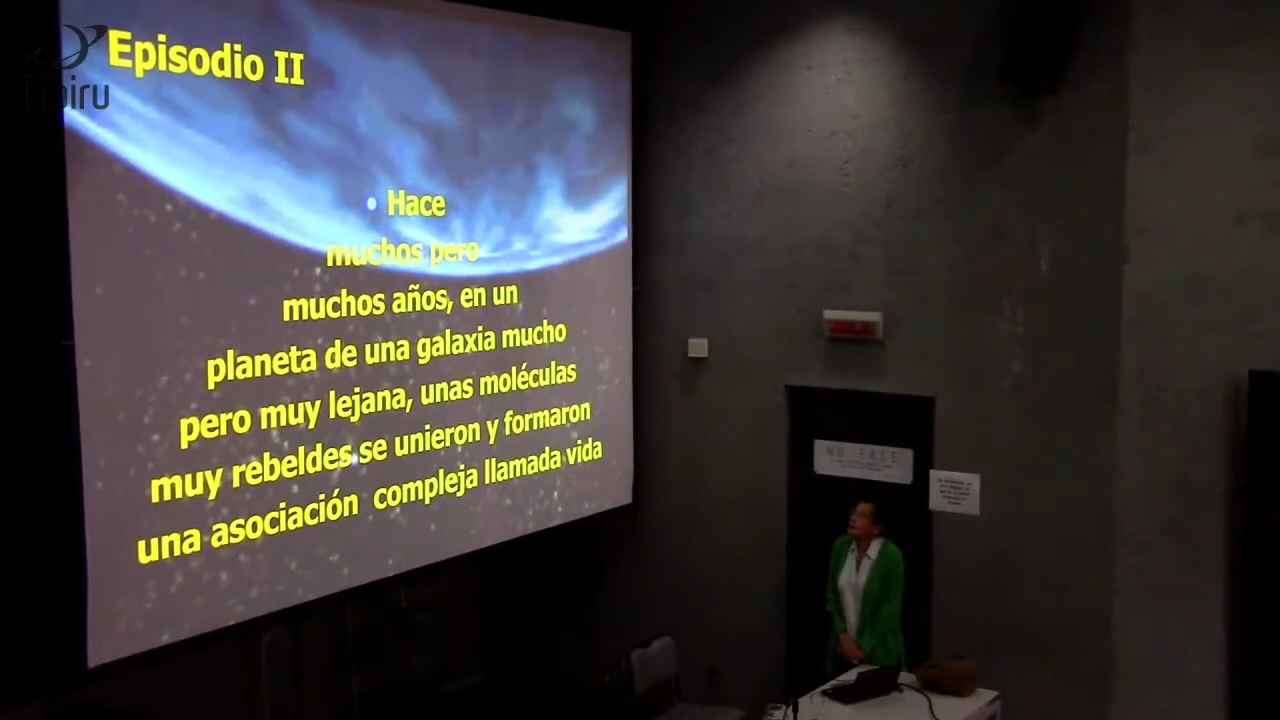 Episodio II
• Hace
muchos pero
muchos años, en un
planeta de una galaxia mucho
pero muy lejana, unas moléculas
muy rebeldes se unieron y formaron
una asociación compleja llamada vida
NO PASE